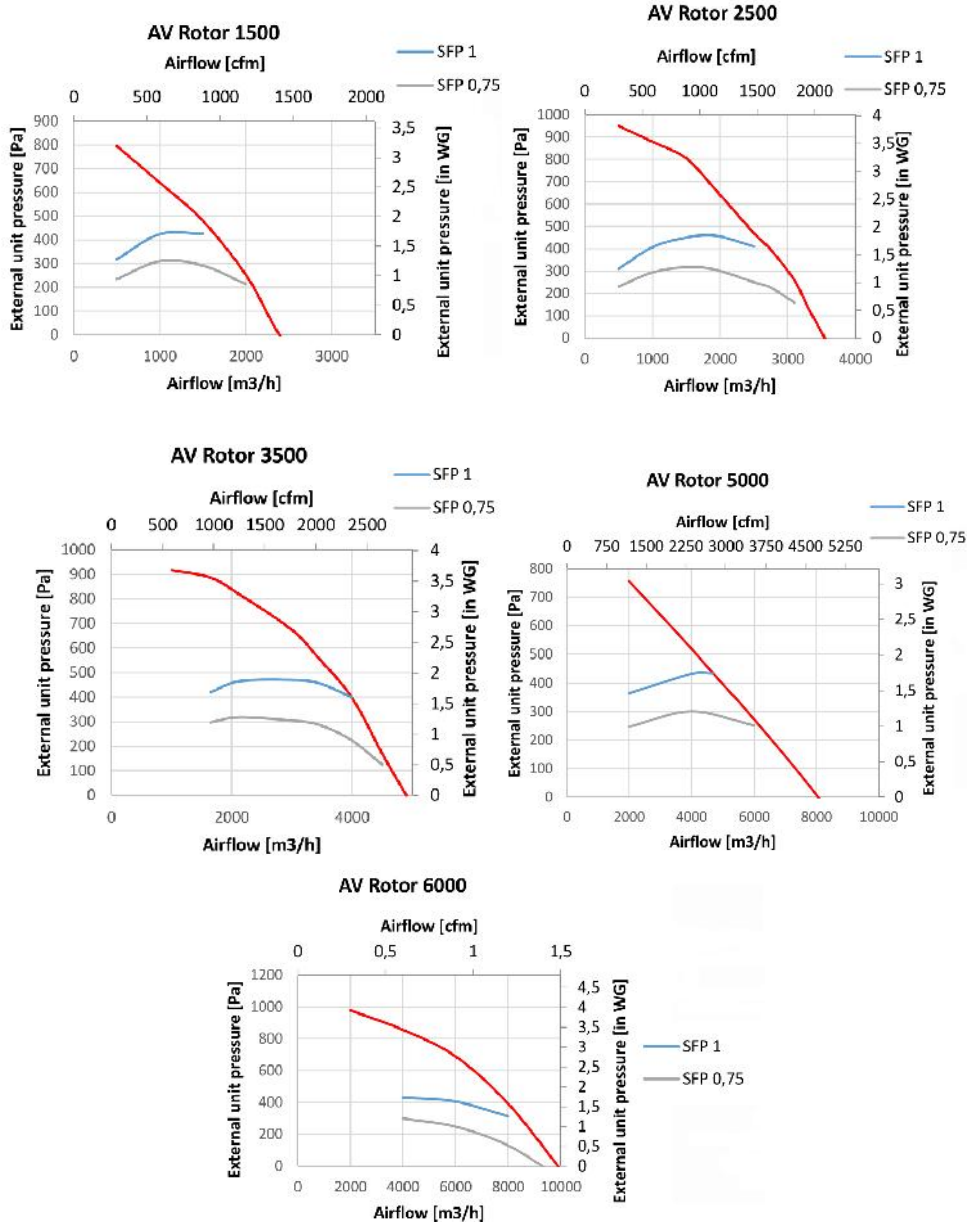 AV Rotor 1500
Airflow [cfm]
SFP 1
SFP 0,75
0 500 1000 1500 2000
External unit pressure [Pa]
900
800
700
600
500
400
300
200
100
0
3,5
3
2,5
2
1,5
1
0,5
0
External unit pressure [in WG]
0 1000 2000 3000
Airflow [m3/h]
AV Rotor 2500
Airflow [cfm]
SFP 1
SFP 0,75
0 500 1000 1500 2000
External unit pressure [Pa]
1000
900
800
700
600
500
400
300
200
100
0
4
3,5
3
2,5
2
1,5
1
0,5
0
External unit pressure [in WG]
0 1000 2000 3000 4000
Airflow [m3/h]
AV Rotor 3500
Airflow [cfm]
SFP 1
SFP 0,75
0 500 1000 1500 2000 2500
External unit pressure [Pa]
1000
900
800
700
600
500
400
300
200
100
0
4
3,5
3
2,5
2
1,5
1
0,5
0
External unit pressure [in WG]
0 2000 4000
Airflow [m3/h]
AV Rotor 5000
Airflow [cfm]
SFP 1
SFP 0,75
0 750 1500 2250 3000 3750 4500 5250
External unit pressure [Pa]
800
700
600
500
400
300
200
100
0
3
2,5
2
1,5
1
0,5
0
External unit pressure [in WG]
0 2000 4000 6000 8000 10000
Airflow [m3/h]
AV Rotor 6000
Airflow [cfm]
0 0,5 1 1,5
External unit pressure [Pa]
1200
1000
800
600
400
200
0
4,5
4
3,5
3
2,5
2
1,5
1
0,5
0
External unit pressure [in WG]
SFP 1
SFP 0,75
0 2000 4000 6000 8000 10000
Airflow [m3/h]